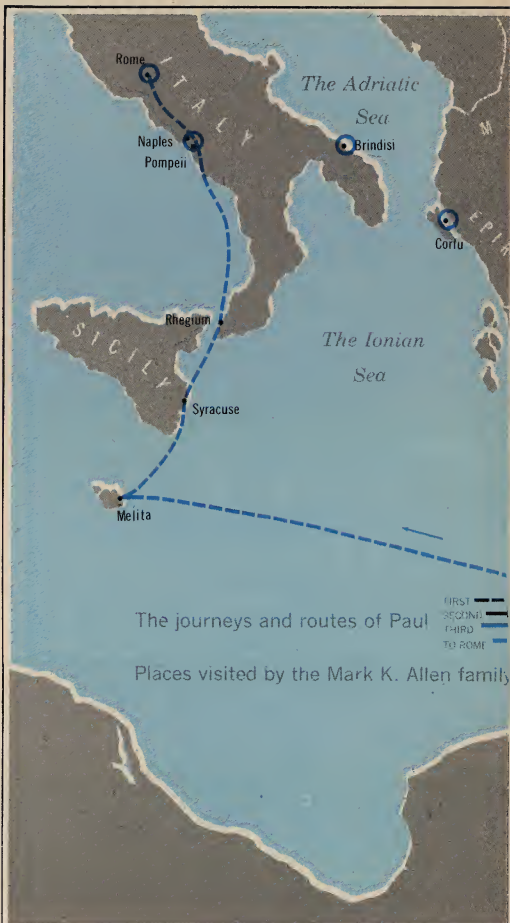 Rome
ITALY
The Adriatic
Sea
M
Naples
Pompeii
Brindisi
EPIR
Corfu
Rhegium
SICILY
The Ionian
Sea
Syracuse
Melita
FIRST
SECOND
The journeys and routes of Paul
THIRD
TO ROME
Places visited by the Mark K. Allen family